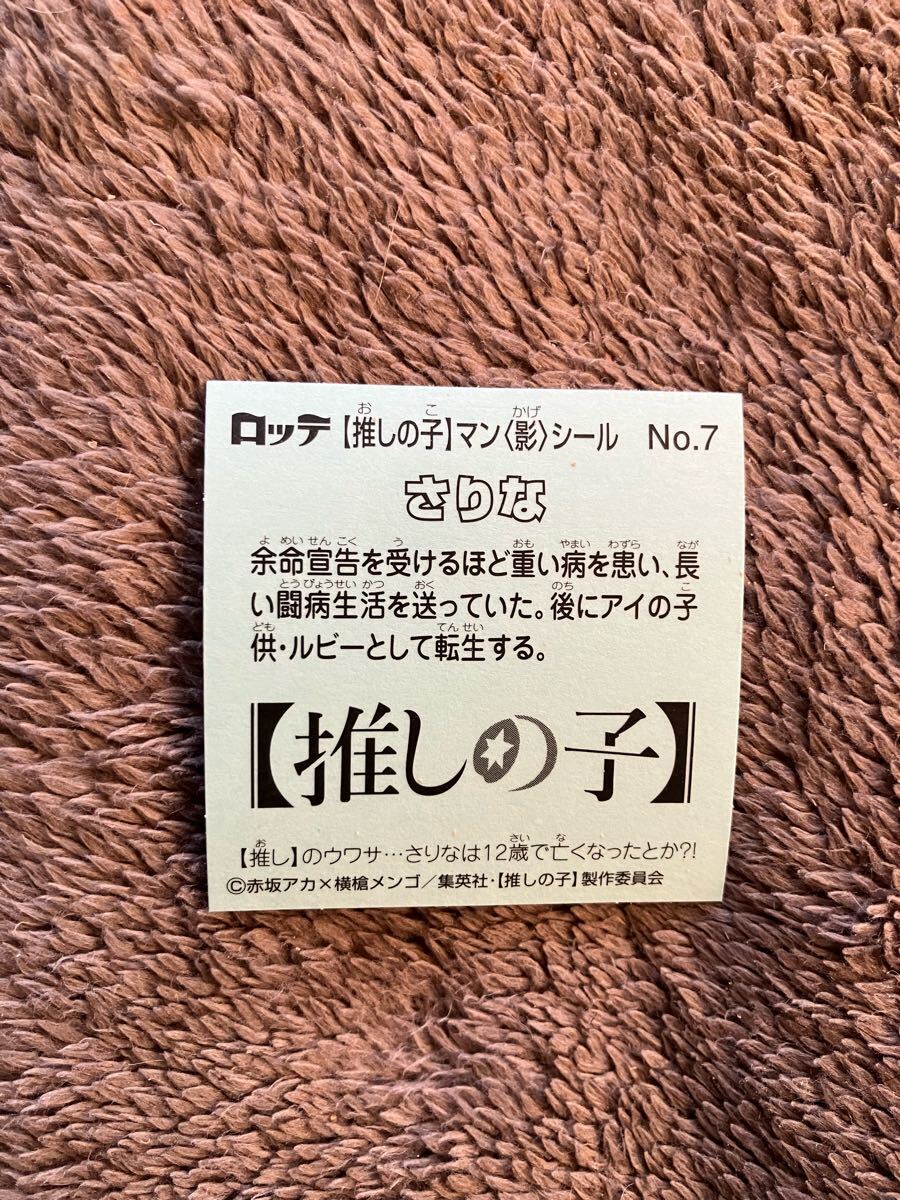 ロッテ 【推しの子】マン〈影〉シール No.7
さりな
余命宣告を受けるほど重い病を患い、長
い闘病生活を送っていた。後にアイの子
供・ルビーとして転生する。
【推しの子】
【推し】のウワサ…さりなは12歳で亡くなったとか?!
©赤坂アカ×横槍メンゴ／集英社・【推しの子】製作委員会